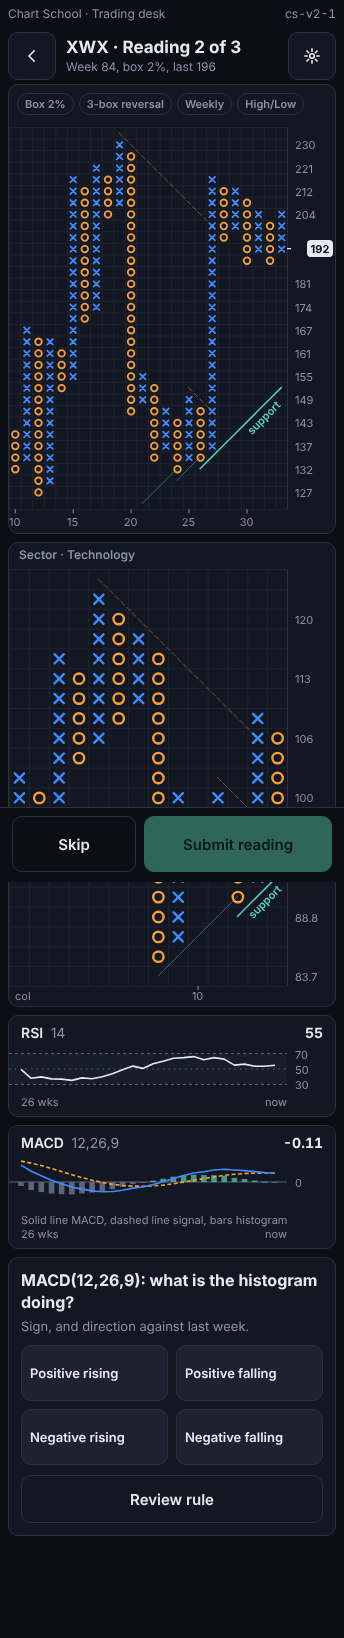 Chart School · Trading desk
cs-v2-1
XWX · Reading 2 of 3
Week 84, box 2%, last 196
Box 2%
3-box reversal
Weekly
High/Low
230
221
212
204
192
181
174
167
161
155
149
143
137
132
127
support
10
15
20
25
30
Sector · Technology
120
113
106
100
Skip
Submit reading
88.8
83.7
support
col
10
RSI 14
55
70
50
30
26 wks
now
MACD 12,26,9
-0.11
0
Solid line MACD, dashed line signal, bars histogram
26 wks
now
MACD(12,26,9): what is the histogram
doing?
Sign, and direction against last week.
Positive rising
Positive falling
Negative rising
Negative falling
Review rule